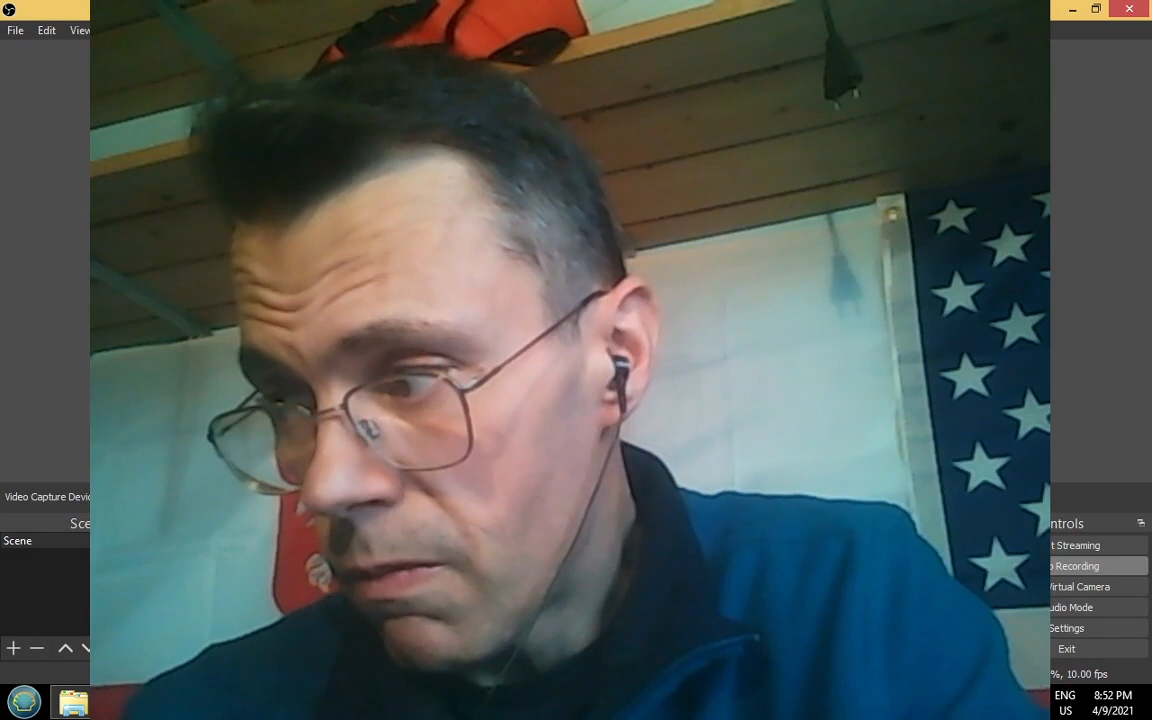 File Edit View
Video Capture Devi
Sce
Scene
ntrols
t Streaming
p Recording
Virtual Camera
udio Mode
Settings
Exit
%, 10.00 fps
ENG
8:52 PM
US
4/9/2021